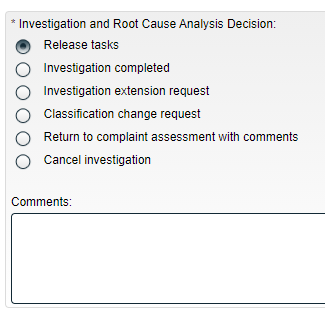 * Investigation and Root Cause Analysis Decision:
Release tasks
Investigation completed
Investigation extension request
Classification change request
Return to complaint assessment with comments
Cancel investigation
Comments: